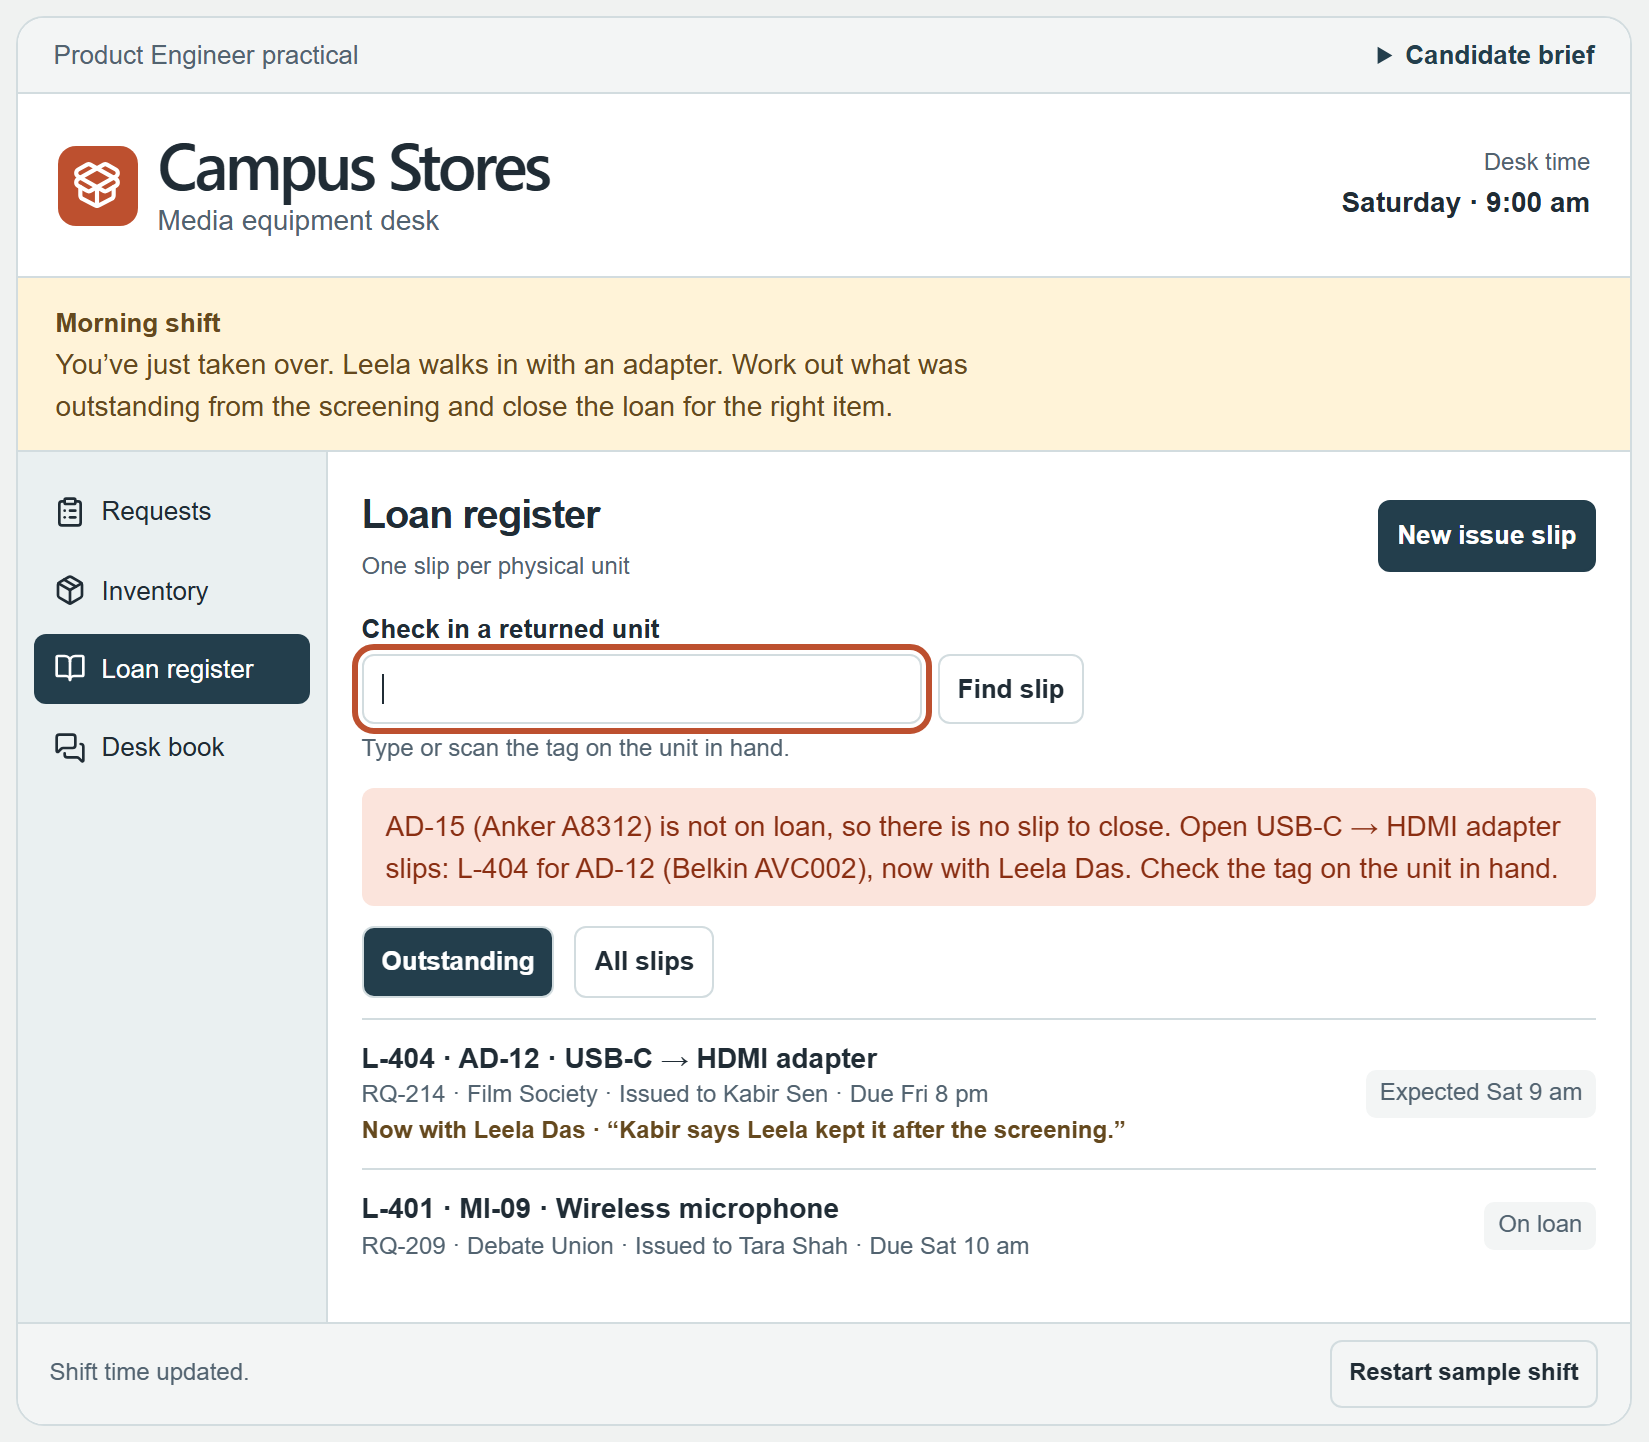 Product Engineer practical
▶ Candidate brief
Campus Stores
Media equipment desk
Desk time
Saturday · 9:00 am
Morning shift
You’ve just taken over. Leela walks in with an adapter. Work out what was
outstanding from the screening and close the loan for the right item.
Requests
Inventory
Loan register
Desk book
Loan register
One slip per physical unit
New issue slip
Check in a returned unit
Find slip
Type or scan the tag on the unit in hand.
AD-15 (Anker A8312) is not on loan, so there is no slip to close. Open USB-C → HDMI adapter
slips: L-404 for AD-12 (Belkin AVC002), now with Leela Das. Check the tag on the unit in hand.
Outstanding
All slips
L-404 · AD-12 · USB-C → HDMI adapter
RQ-214 · Film Society · Issued to Kabir Sen · Due Fri 8 pm
Now with Leela Das · “Kabir says Leela kept it after the screening.”
Expected Sat 9 am
L-401 · MI-09 · Wireless microphone
RQ-209 · Debate Union · Issued to Tara Shah · Due Sat 10 am
On loan
Shift time updated.
Restart sample shift